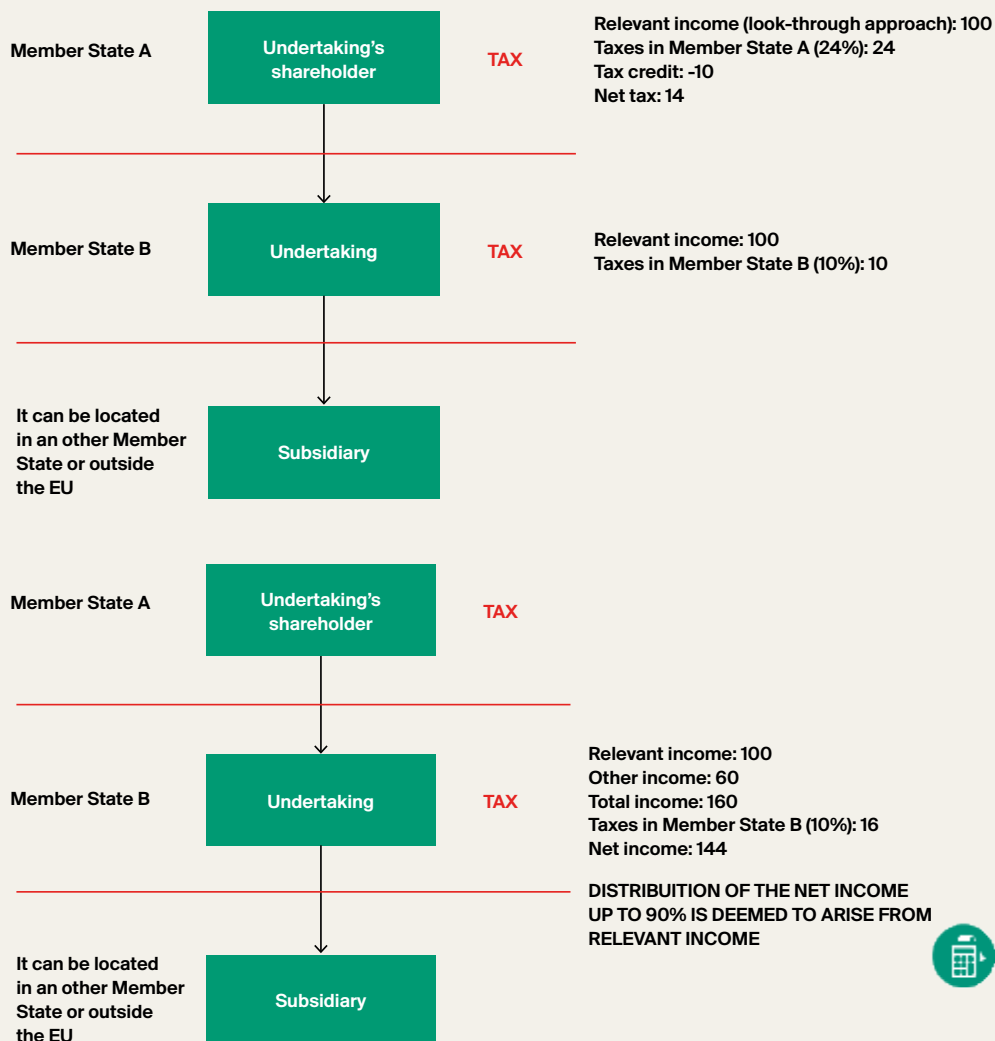 Member State A
Undertaking's
shareholder
TAX
Relevant income (look-through approach): 100
Taxes in Member State A (24%): 24
Tax credit: -10
Net tax: 14
Member State B
Undertaking
TAX
Relevant income: 100
Taxes in Member State B (10%): 10
It can be located
in an other Member
State or outside
the EU
Subsidiary
Member State A
Undertaking's
shareholder
TAX
Member State B
Undertaking
TAX
Relevant income: 100
Other income: 60
Total income: 160
Taxes in Member State B (10%): 16
Net income: 144
DISTRIBUITION OF THE NET INCOME
UP TO 90% IS DEEMED TO ARISE FROM
RELEVANT INCOME
It can be located
in an other Member
State or outside
the EU
Subsidiary